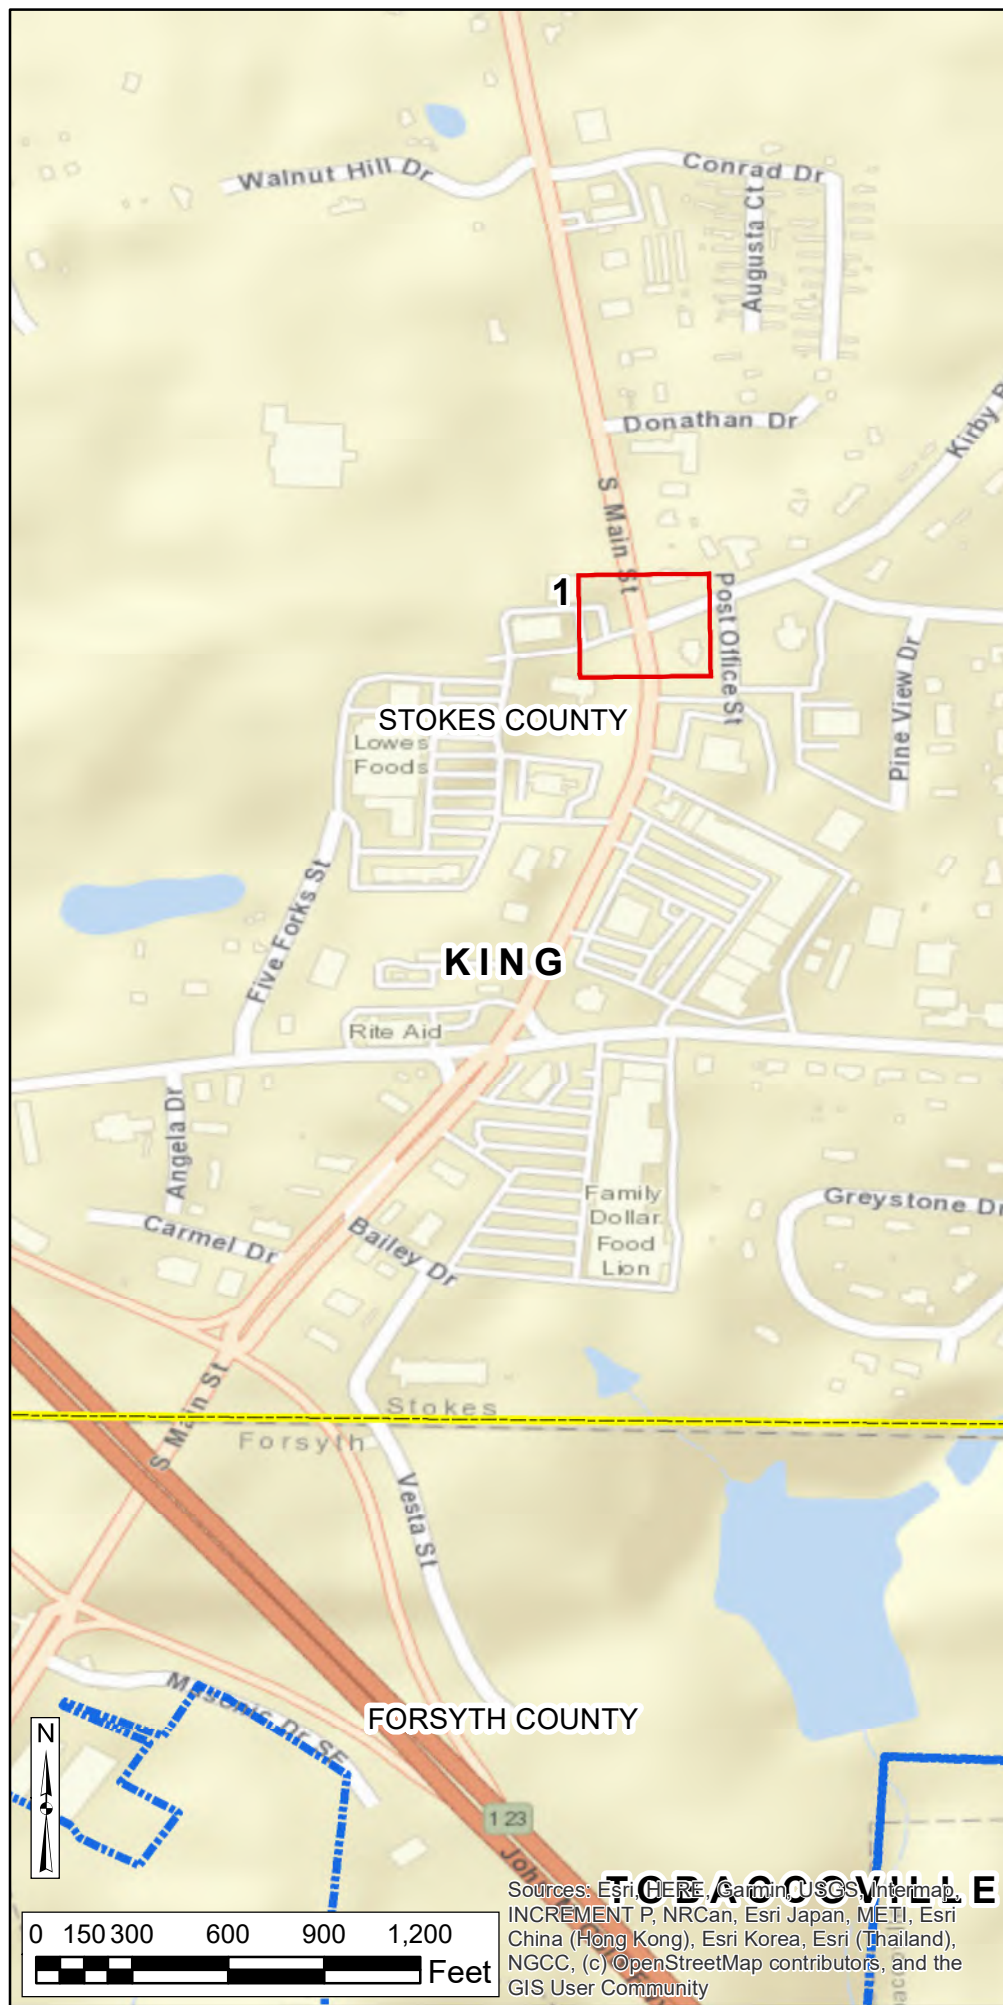 Walnut Hill Dr
Conrad Dr
Augusta Ct
Donathan Dr
Kirby
S Main St
1
Post Office St
Pine View Dr
STOKES COUNTY
Lowes
Foods
Five Forks St
KING
Rite Aid
Angela Dr
Carmel Dr
Bailey Dr
Family
Dollar
Food
Lion
Greystone Dr
S Main St
Stokes
Forsyth
Vesta St
Masonic Dr SE
FORSYTH COUNTY
N
123
TOBACCOVILLE
0 150 300 600 900 1,200
Feet
Sources: Esri, HERE, Garmin, USGS, Intermap,
INCREMENT P, NRCan, Esri Japan, METI, Esri
China (Hong Kong), Esri Korea, Esri (Thailand),
NGCC, (c) OpenStreetMap contributors, and the
GIS User Community